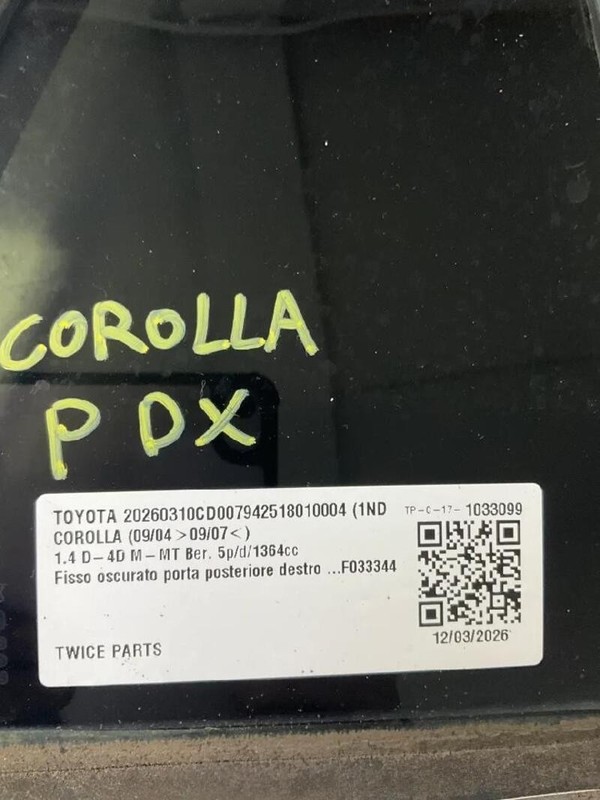 COROLLA
P DX
TOYOTA 20260310CD007942518010004 (1ND TP-C-17- 1033099
COROLLA (09/04 > 09/07 < )
1.4 D-4D M-MT Ber. 5p/d/1364cc
Fisso oscurato porta posteriore destro ...F033344
12/03/2026
TWICE PARTS